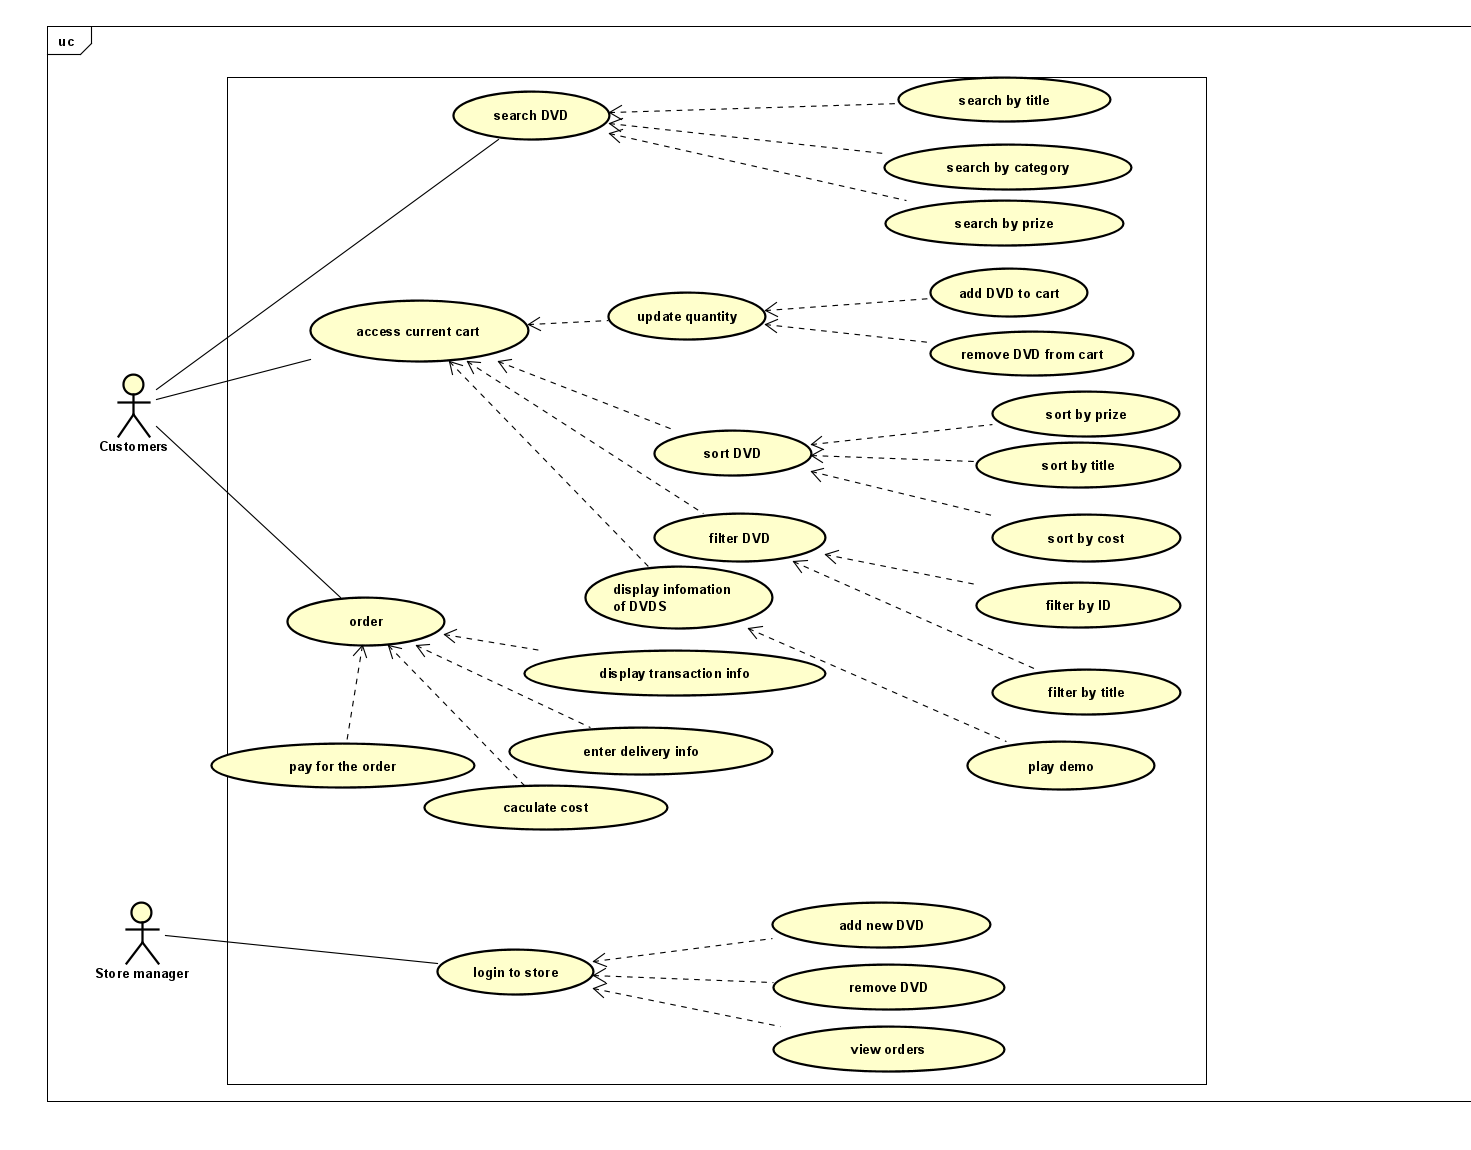 uc
search DVD
search by title
search by category
search by prize
add DVD to cart
update quantity
access current cart
remove DVD from cart
sort by prize
Customers
sort DVD
sort by title
filter DVD
sort by cost
display infomation
of DVDS
filter by ID
order
display transaction info
filter by title
enter delivery info
pay for the order
play demo
caculate cost
add new DVD
Store manager
login to store
remove DVD
view orders